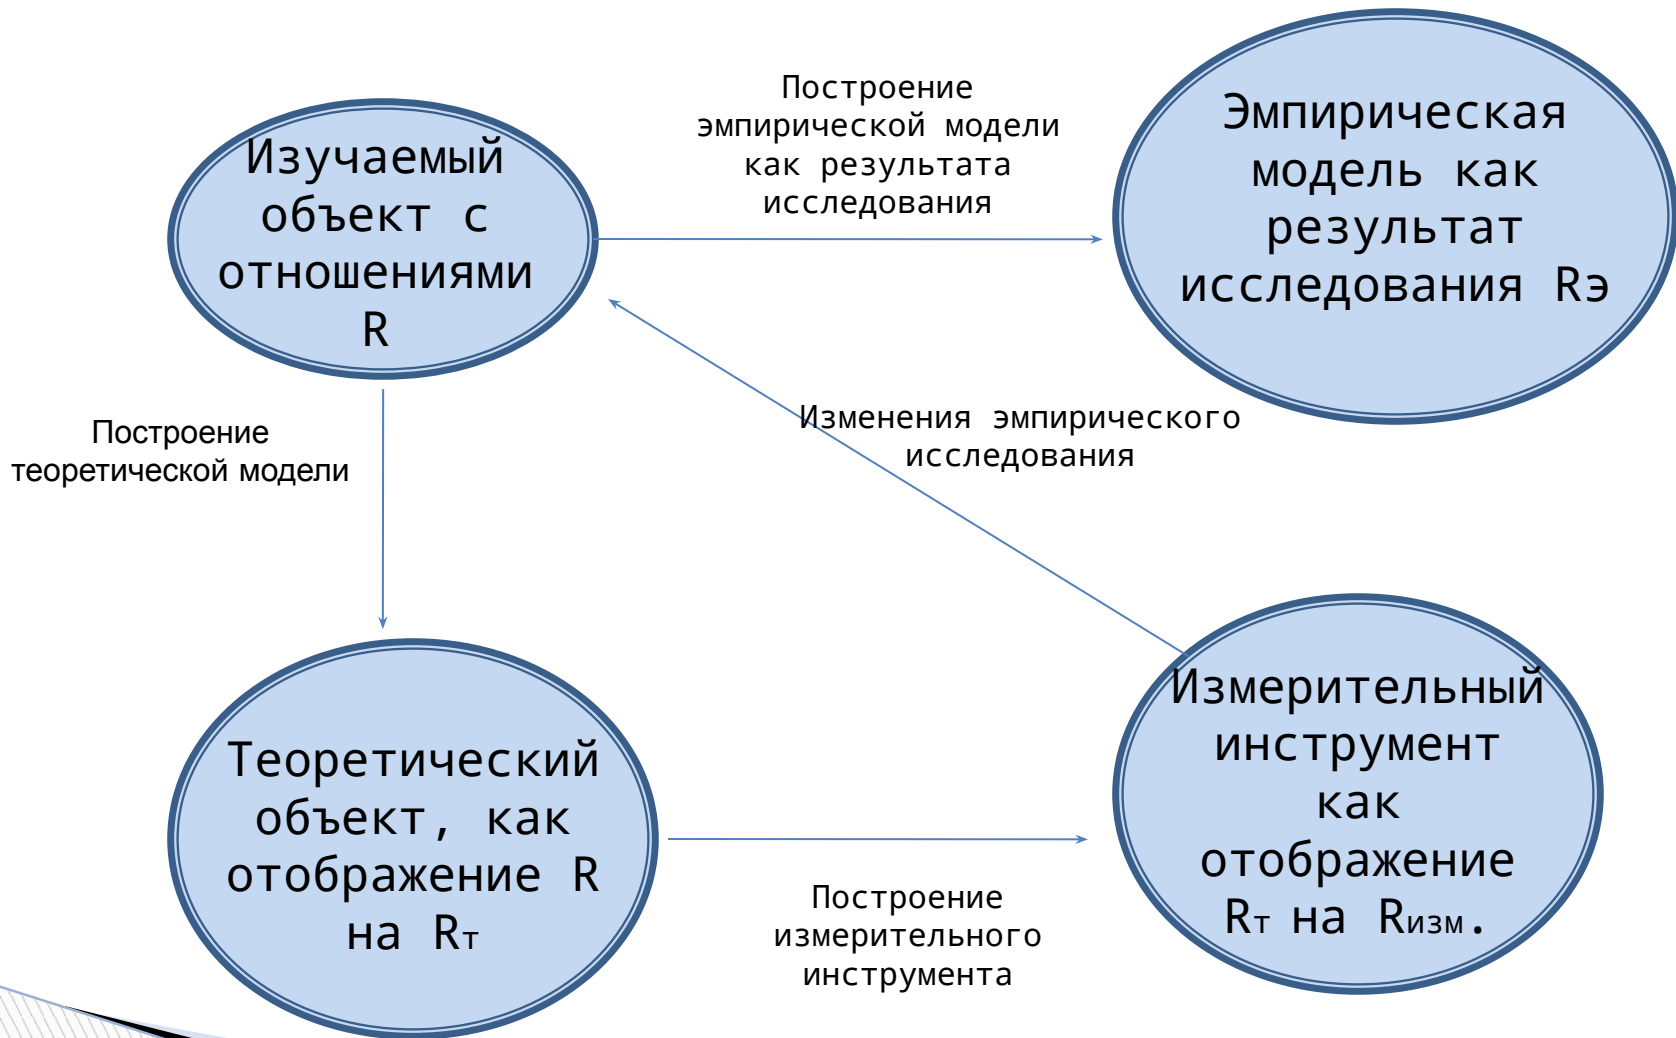 Изучаемый
объект с
отношениями
R
Построение
эмпирической модели
как результата
исследования
Эмпирическая
модель как
результат
исследования Rэ
Построение
теоретической модели
Изменения эмпирического
исследования
Теоретический
объект, как
отображение R
на Rт
Построение
измерительного
инструмента
Измерительный
инструмент
как
отображение
Rт на Rизм.